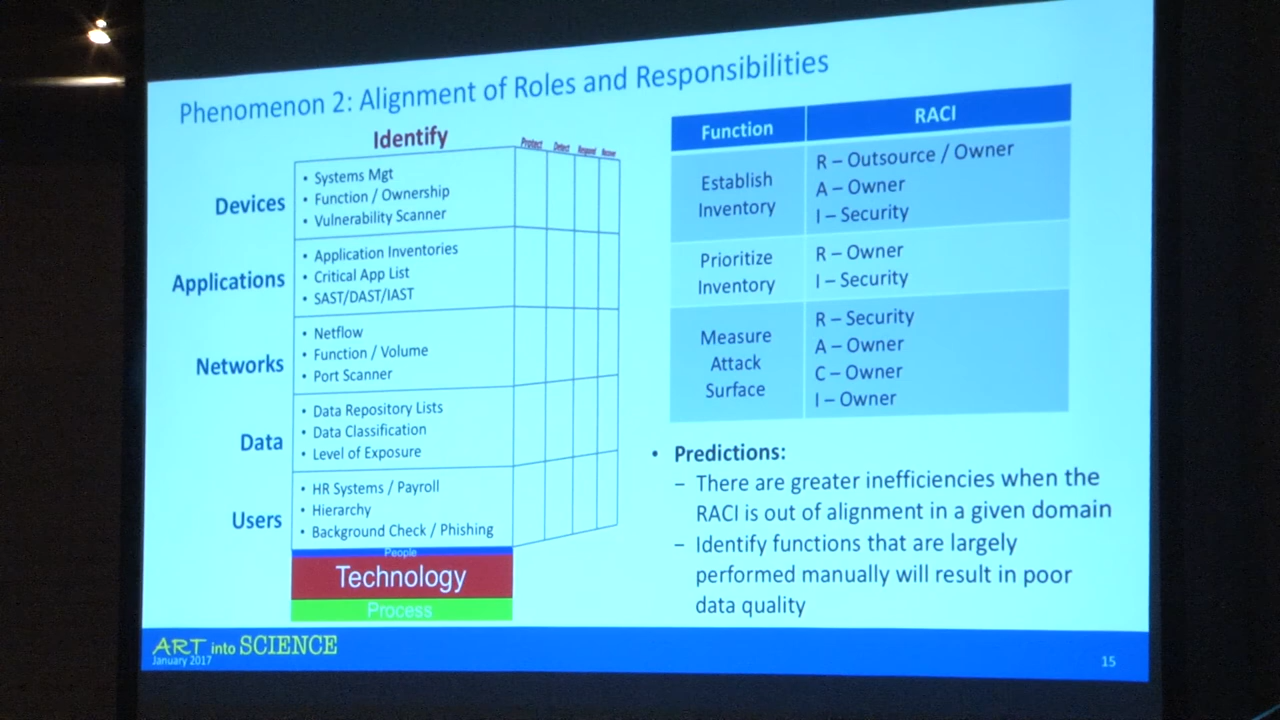 Phenomenon 2: Alignment of Roles and Responsibilities
Identify
Protect Detect Respond Recover
Devices
• Systems Mgt
• Function / Ownership
• Vulnerability Scanner
Applications
• Application Inventories
• Critical App List
• SAST/DAST/IAST
Networks
• Netflow
• Function / Volume
• Port Scanner
Data
• Data Repository Lists
• Data Classification
• Level of Exposure
Users
• HR Systems / Payroll
• Hierarchy
• Background Check / Phishing
People
Technology
Process
Function RACI
Establish
Inventory
R – Outsource / Owner
A – Owner
I – Security
Prioritize
Inventory
R – Owner
I – Security
Measure
Attack
Surface
R – Security
A – Owner
C – Owner
I – Owner
• Predictions:
– There are greater inefficiencies when the
RACI is out of alignment in a given domain
– Identify functions that are largely
performed manually will result in poor
data quality
ART into SCIENCE
January 2017
15